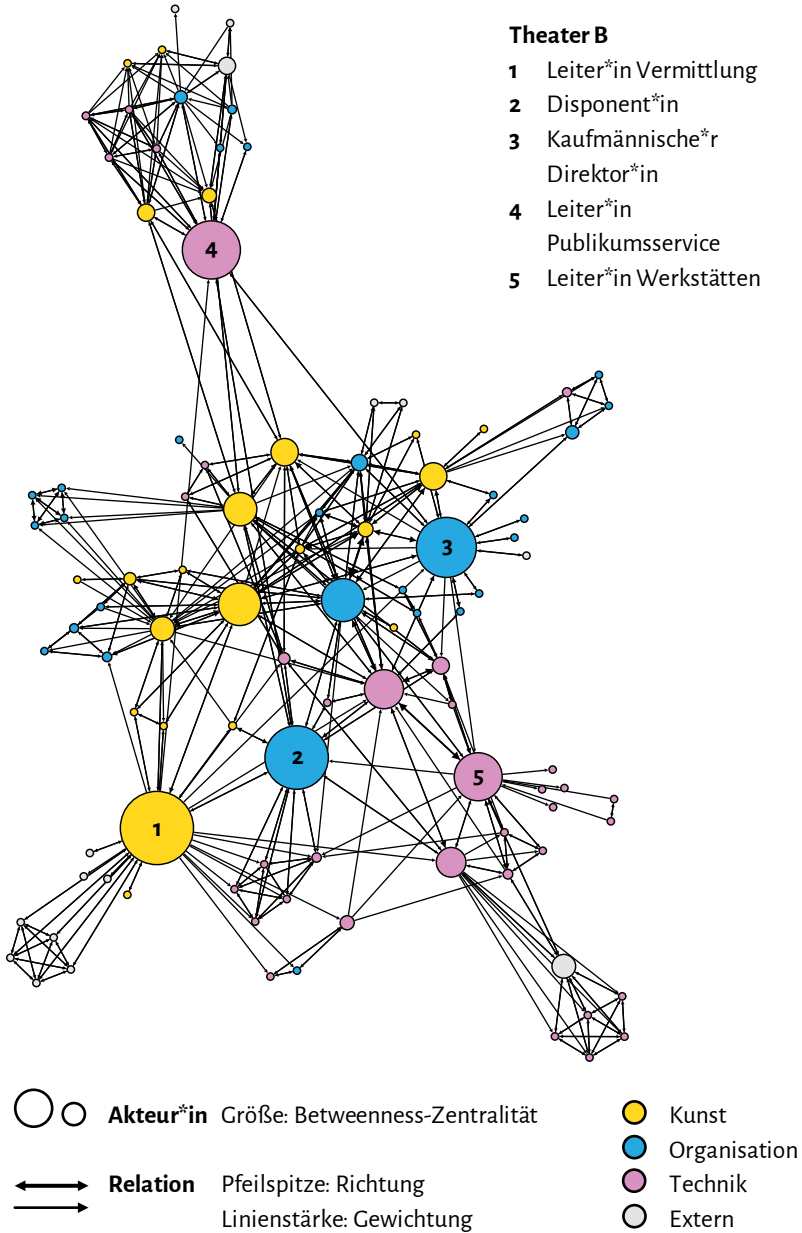 Theater B
1 Leiter*in Vermittlung
2 Disponent*in
3 Kaufmännische*r
Direktor*in
4 Leiter*in
Publikumsservice
5 Leiter*in Werkstätten
4
3
2
5
1
Akteur*in Größe: Betweenness-Zentralität
Relation Pfeilspitze: Richtung
Linienstärke: Gewichtung
Kunst
Organisation
Technik
Extern